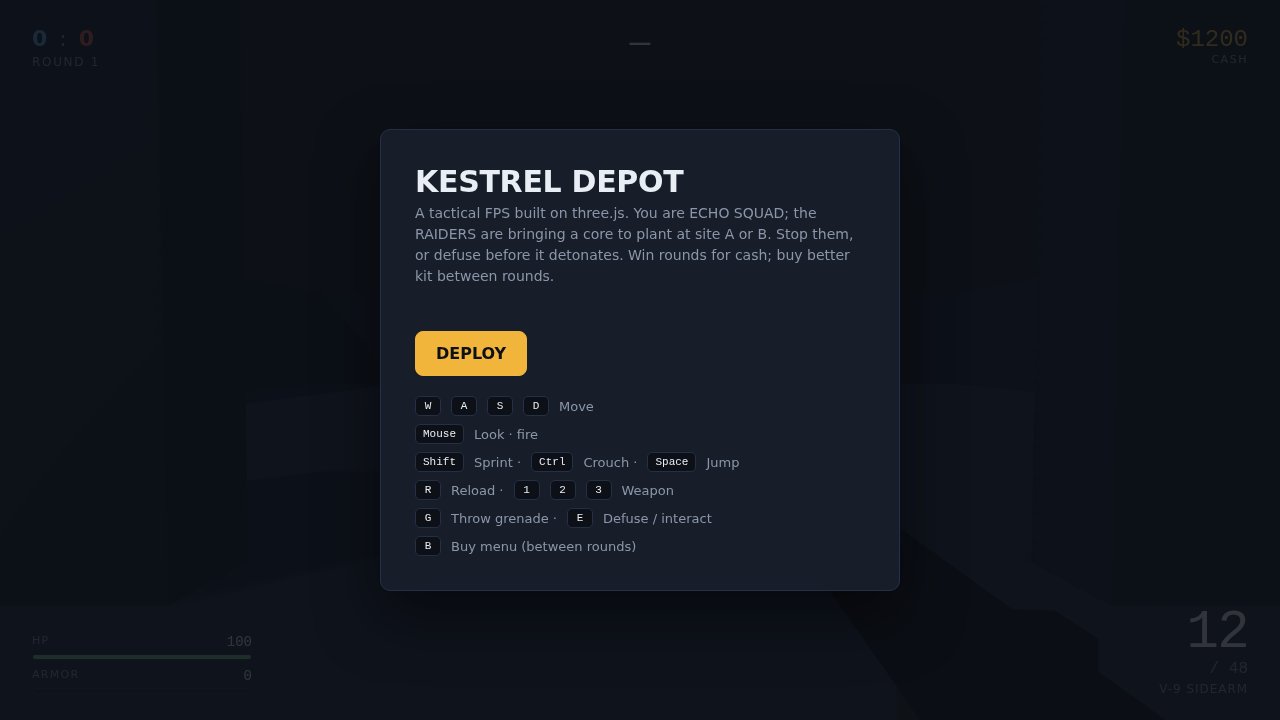 0 : 0
ROUND 1
—
$1200
CASH
KESTREL DEPOT
A tactical FPS built on three.js. You are ECHO SQUAD; the
RAIDERS are bringing a core to plant at site A or B. Stop them,
or defuse before it detonates. Win rounds for cash; buy better
kit between rounds.
DEPLOY
W A S D Move
Mouse Look · fire
Shift Sprint · Ctrl Crouch · Space Jump
R Reload · 1 2 3 Weapon
G Throw grenade · E Defuse / interact
B Buy menu (between rounds)
HP 100
ARMOR 0
12
/ 48
V-9 SIDEARM